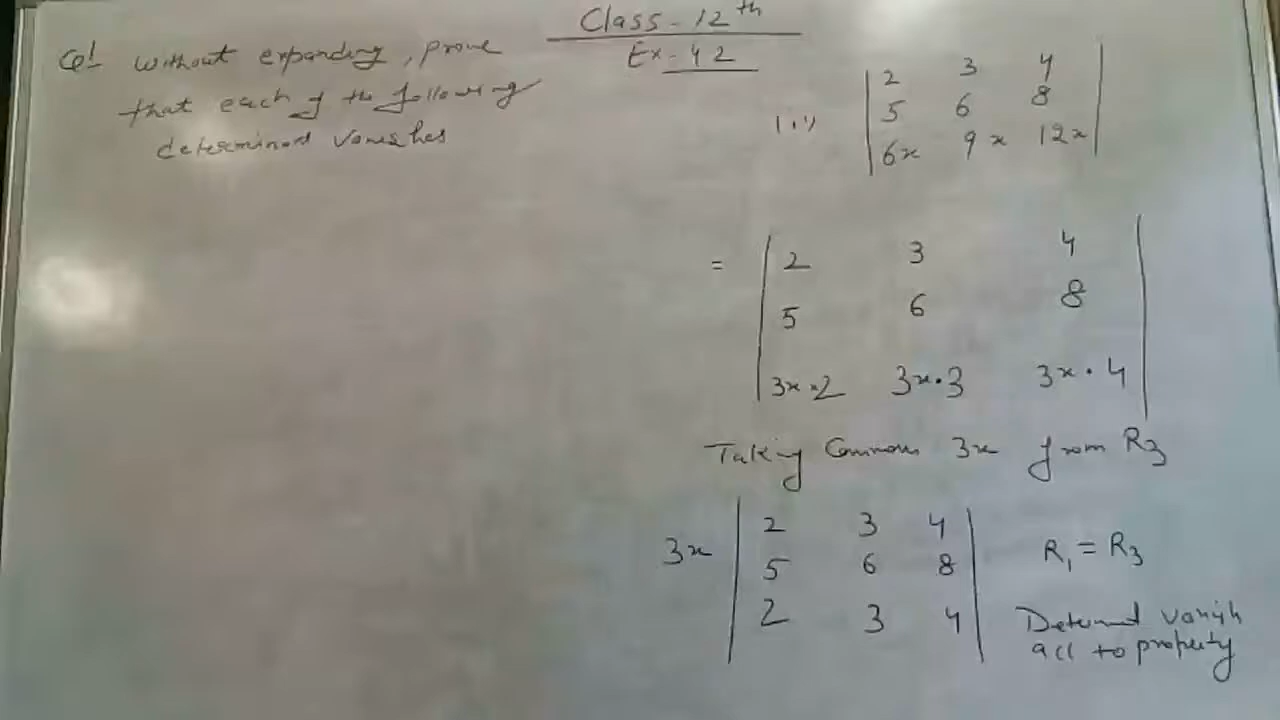 Class - 12th
Ex - 4.2
Q1 without expanding, prove
that each of the following
determinant vanishes
2 3 4
5 6 8
6x 9x 12x
= 2 3 4
5 6 8
3x·2 3x·3 3x·4
Taking Common 3x from R3
3x 2 3 4
5 6 8
2 3 4
R1 = R3
vanish
acc to property